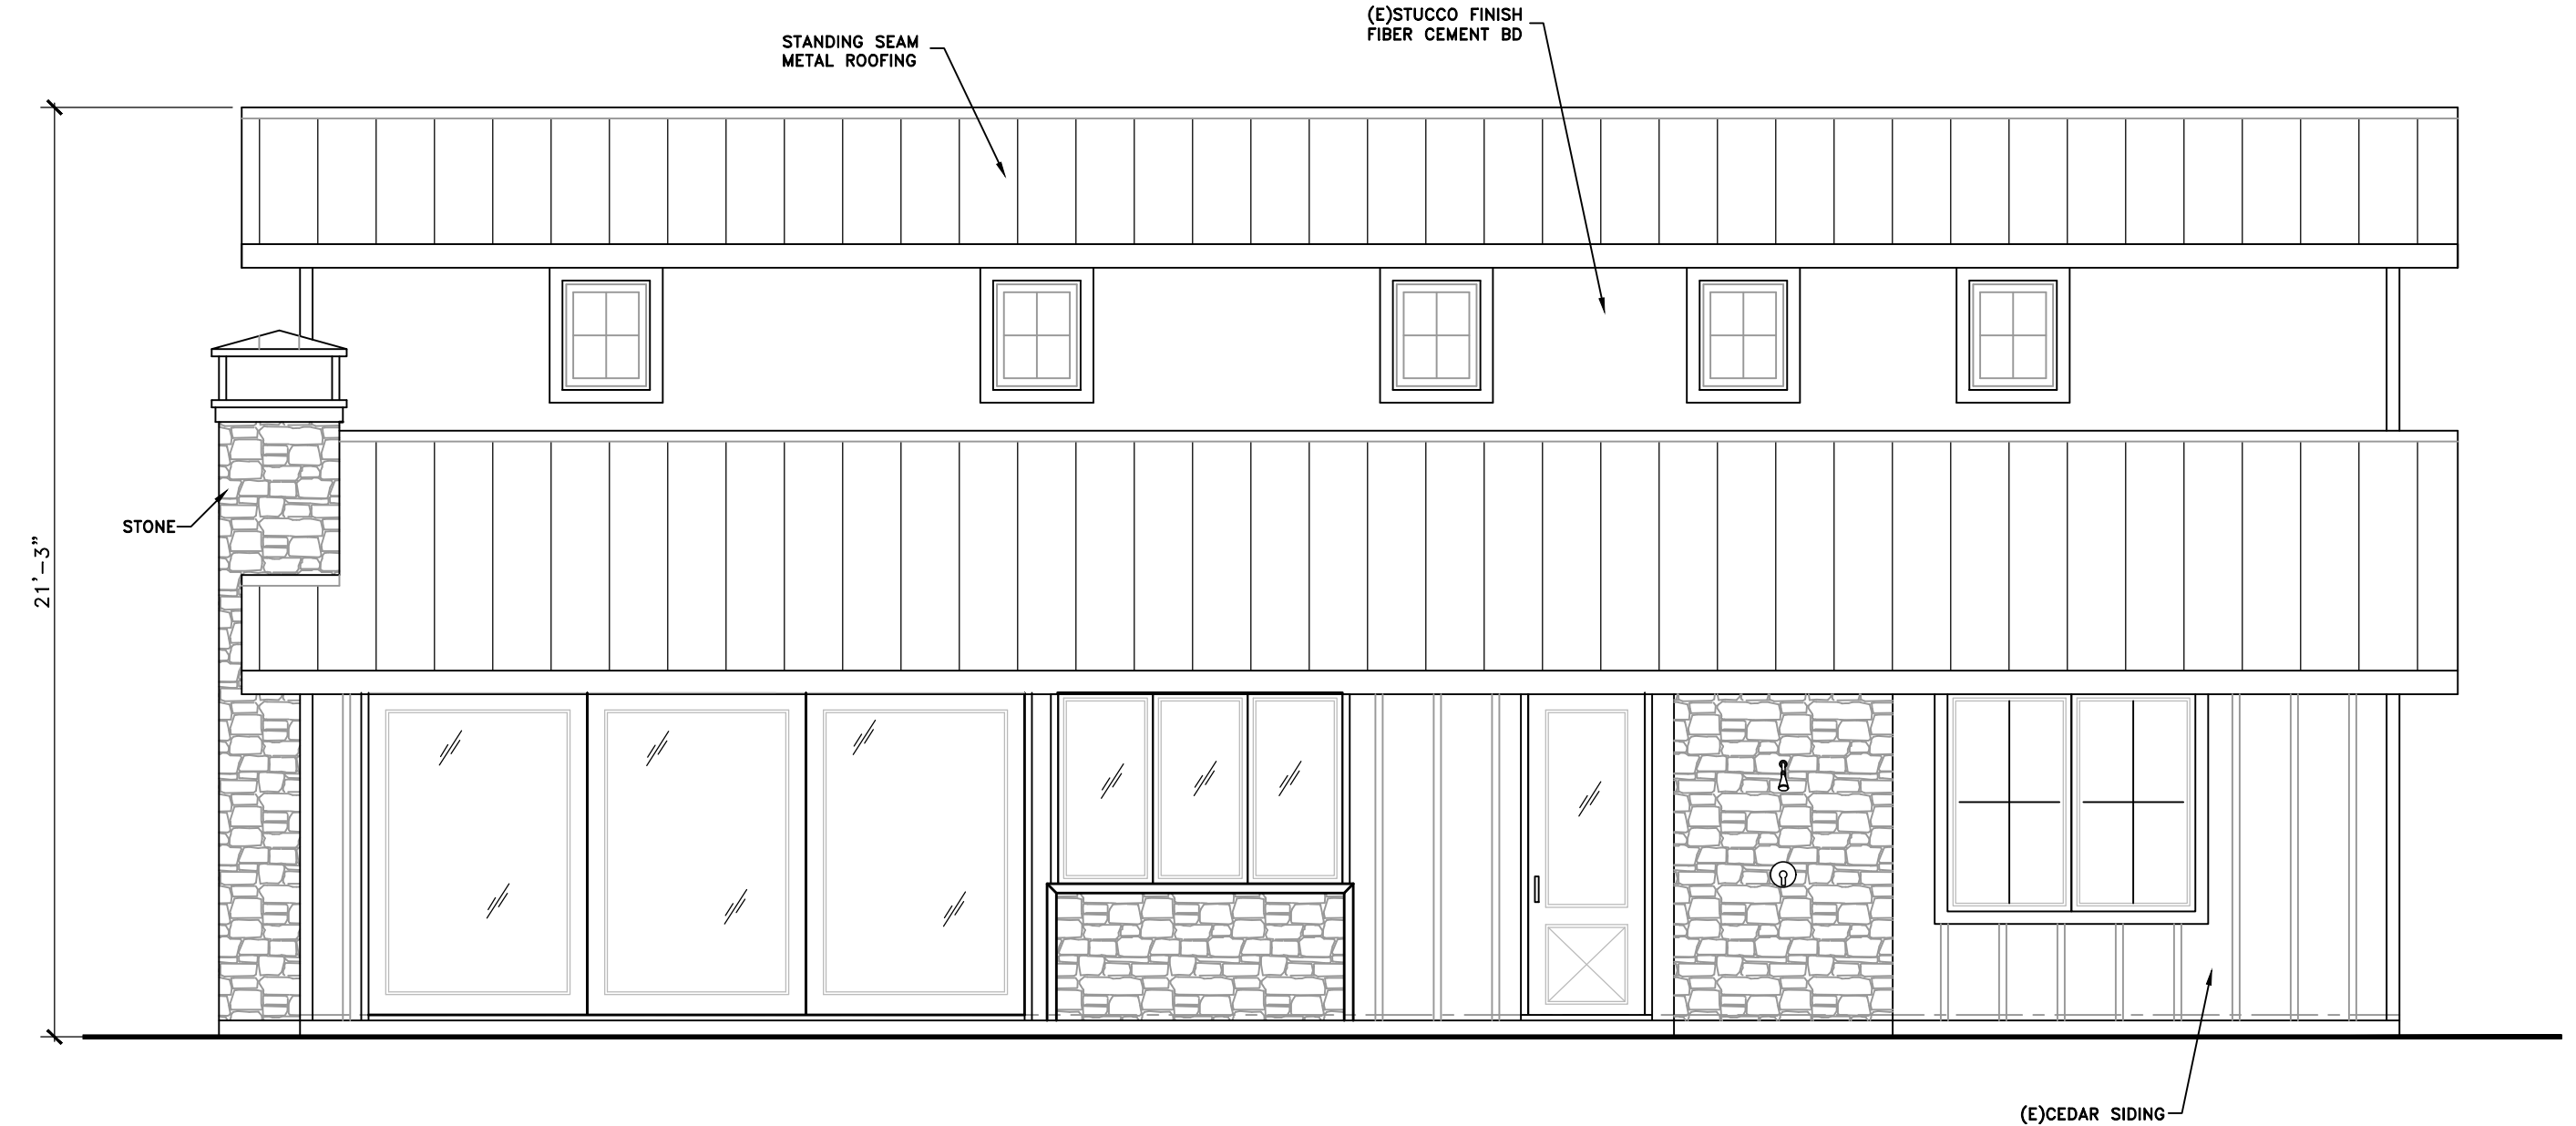 (E)STUCCO FINISH
FIBER CEMENT BD
STANDING SEAM
METAL ROOFING
STONE
21'-3"
(E)CEDAR SIDING